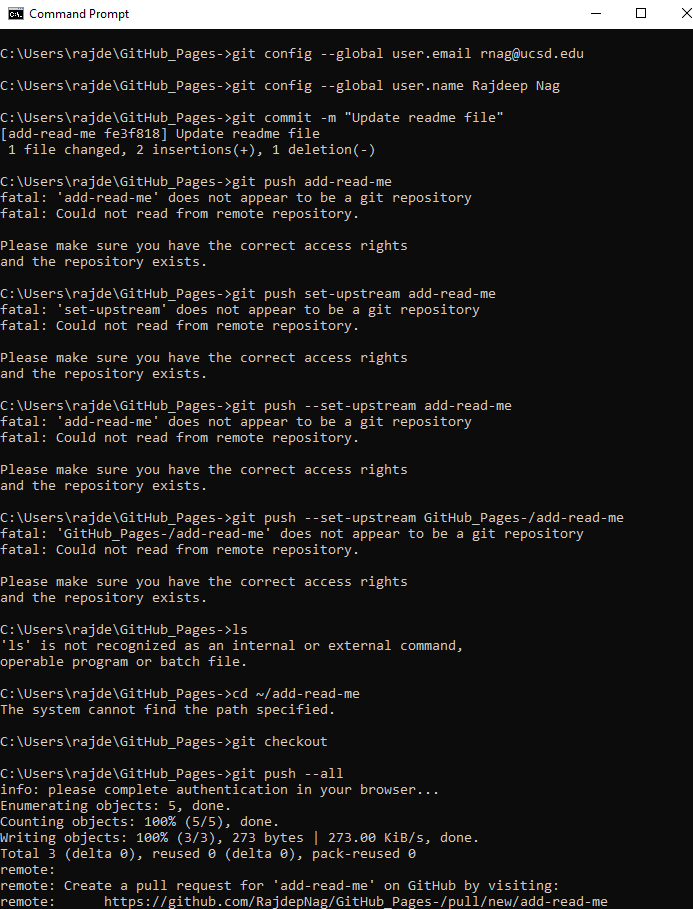 Command Prompt
C:\Users\rajde\GitHub_Pages->git config --global user.email rnag@ucsd.edu
C:\Users\rajde\GitHub_Pages->git config --global user.name Rajdeep Nag
C:\Users\rajde\GitHub_Pages->git commit -m "Update readme file"
[add-read-me fe3f818] Update readme file
 1 file changed, 2 insertions(+), 1 deletion(-)
C:\Users\rajde\GitHub_Pages->git push add-read-me
fatal: 'add-read-me' does not appear to be a git repository
fatal: Could not read from remote repository.
Please make sure you have the correct access rights
and the repository exists.
C:\Users\rajde\GitHub_Pages->git push set-upstream add-read-me
fatal: 'set-upstream' does not appear to be a git repository
fatal: Could not read from remote repository.
Please make sure you have the correct access rights
and the repository exists.
C:\Users\rajde\GitHub_Pages->git push --set-upstream add-read-me
fatal: 'add-read-me' does not appear to be a git repository
fatal: Could not read from remote repository.
Please make sure you have the correct access rights
and the repository exists.
C:\Users\rajde\GitHub_Pages->git push --set-upstream GitHub_Pages-/add-read-me
fatal: 'GitHub_Pages-/add-read-me' does not appear to be a git repository
fatal: Could not read from remote repository.
Please make sure you have the correct access rights
and the repository exists.
C:\Users\rajde\GitHub_Pages->ls
'ls' is not recognized as an internal or external command,
operable program or batch file.
C:\Users\rajde\GitHub_Pages->cd ~/add-read-me
The system cannot find the path specified.
C:\Users\rajde\GitHub_Pages->git checkout
C:\Users\rajde\GitHub_Pages->git push --all
info: please complete authentication in your browser...
Enumerating objects: 5, done.
Counting objects: 100% (5/5), done.
Writing objects: 100% (3/3), 273 bytes | 273.00 KiB/s, done.
Total 3 (delta 0), reused 0 (delta 0), pack-reused 0
remote:
remote: Create a pull request for 'add-read-me' on GitHub by visiting:
remote:      https://github.com/RajdepNag/GitHub_Pages-/pull/new/add-read-me